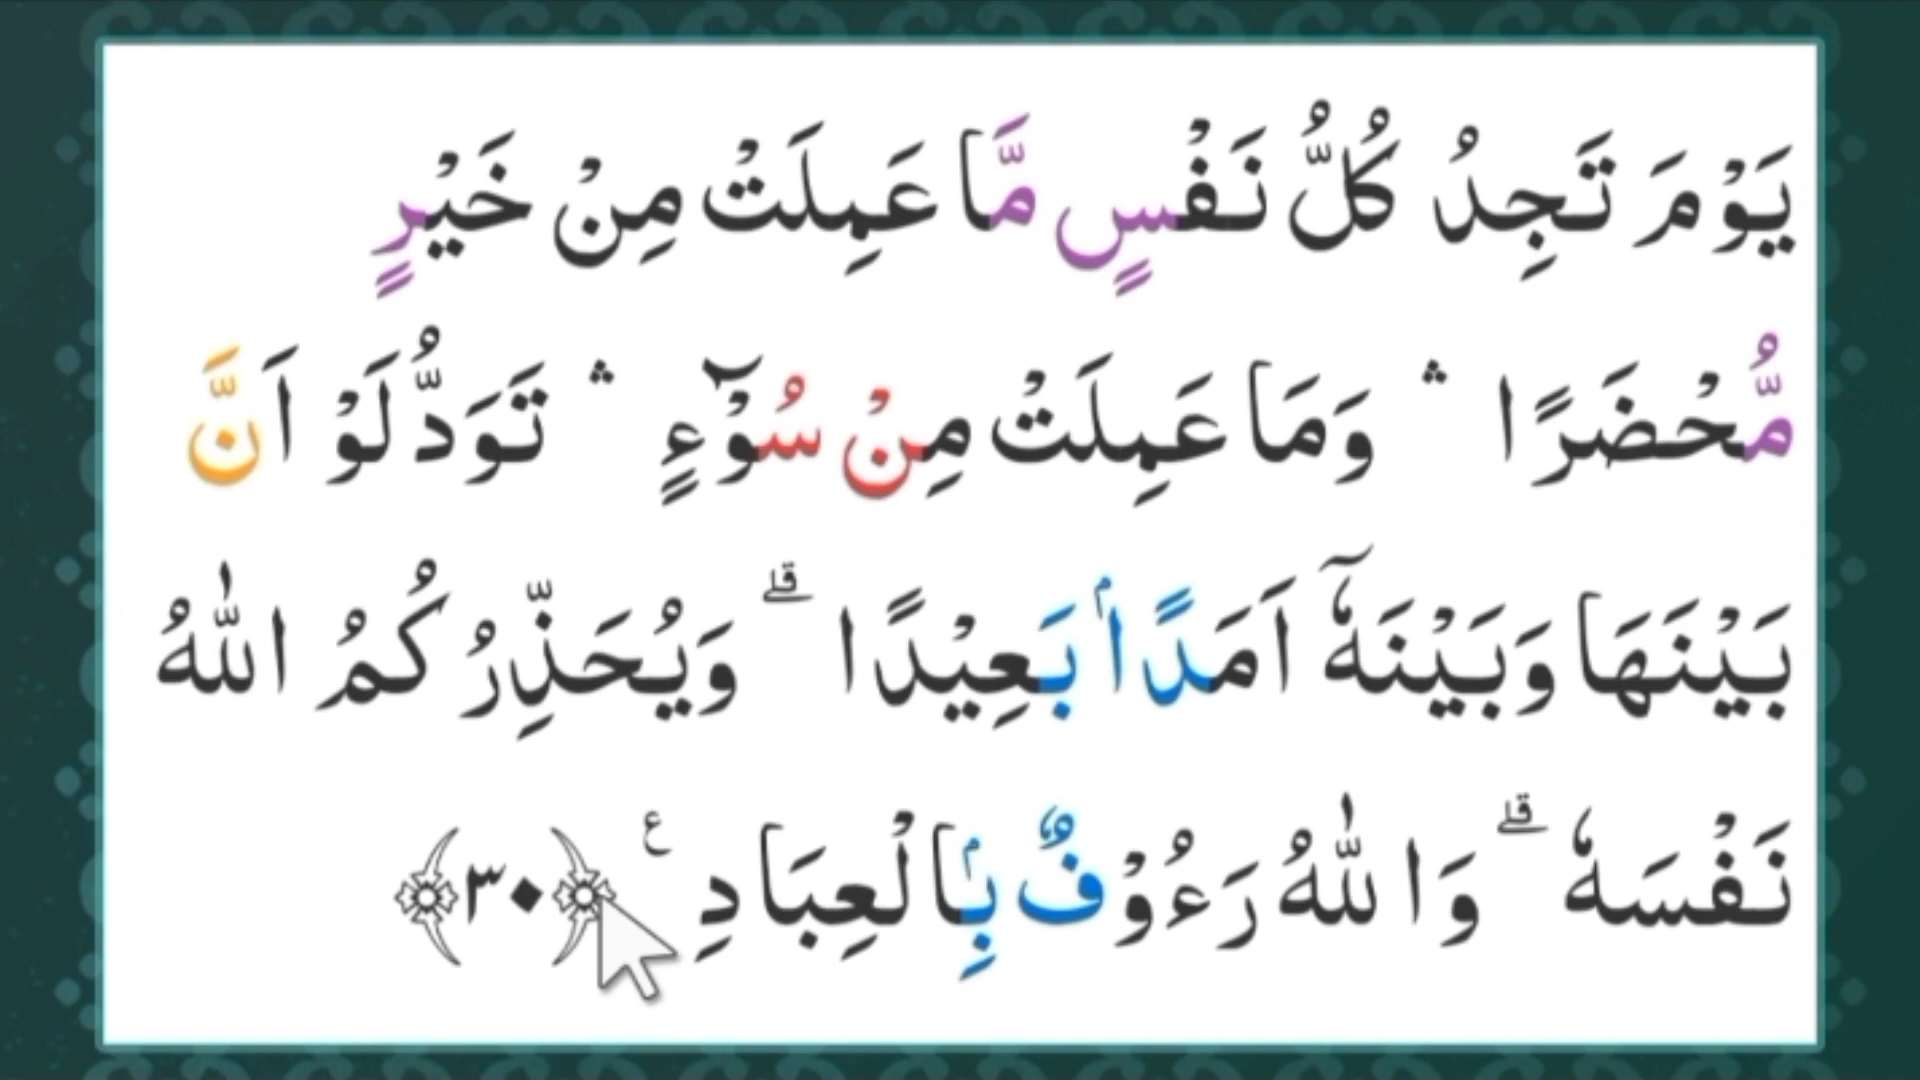 يَوْمَ تَجِدُ كُلُّ نَفْسٍ مَّا عَمِلَتْ مِنْ خَيْرٍ
مُّحْضَرًا ۛ وَمَا عَمِلَتْ مِنْ سُوْٓءٍ ۛ تَوَدُّ لَوْ اَنَّ
بَيْنَهَا وَبَيْنَهٗٓ اَمَدًاۢ بَعِيْدًا ۗ وَيُحَذِّرُكُمُ اللّٰهُ
نَفْسَهٗ ۗ وَاللّٰهُ رَءُوْفٌۢ بِالْعِبَادِ ࣖ ﴿٣٠﴾